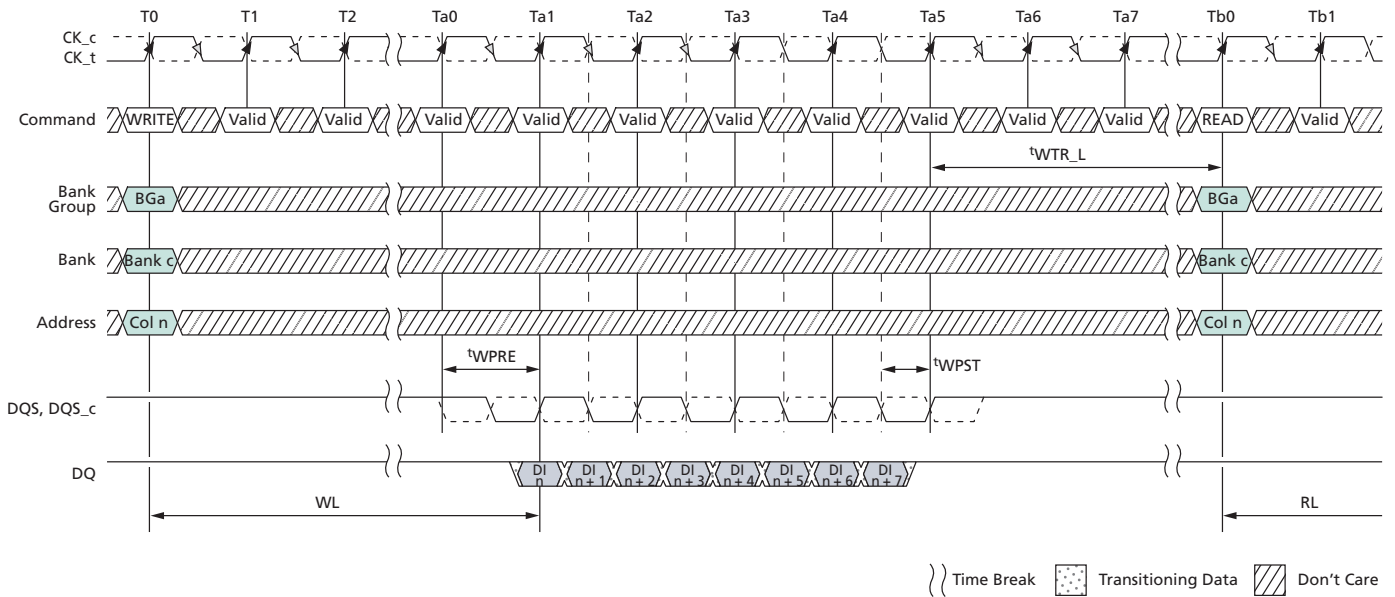 T0 T1 T2 Ta0 Ta1 Ta2 Ta3 Ta4 Ta5 Ta6 Ta7 Tb0 Tb1
CK_c
CK_t
Command WRITE Valid Valid Valid Valid Valid Valid Valid Valid Valid Valid READ Valid
tWTR_L
Bank
Group BGa BGa
Bank Bank c Bank c
Address Col n Col n
tWPRE tWPST
DQS, DQS_c
DQ DI n DI n + 1 DI n + 2 DI n + 3 DI n + 4 DI n + 5 DI n + 6 DI n + 7
WL RL
Time Break Transitioning Data Don't Care